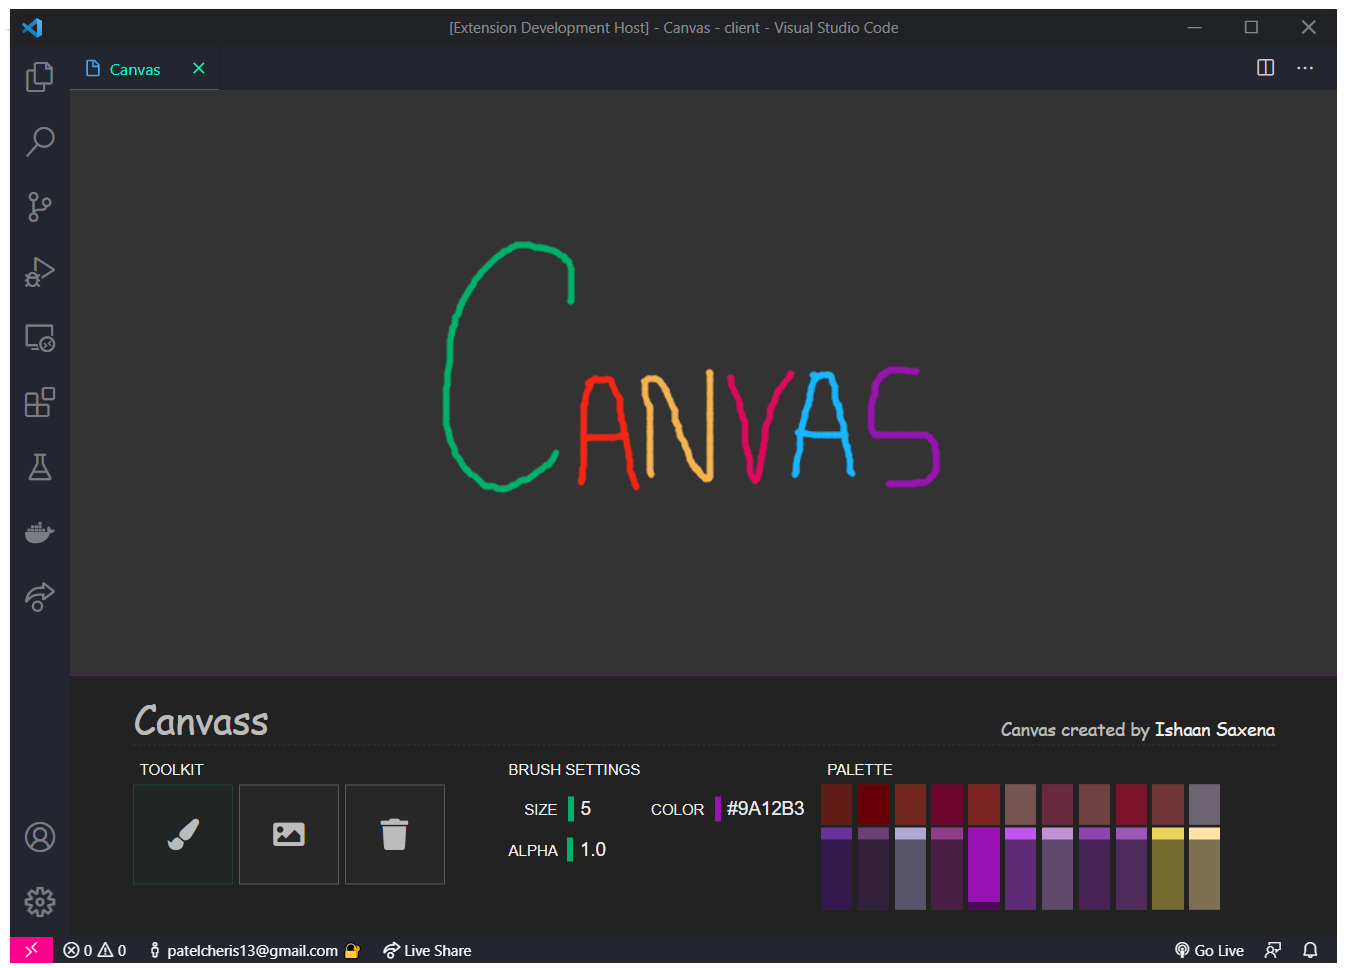 [Extension Development Host] - Canvas - client - Visual Studio Code
Canvas
CANVAS
Canvass
Canvas created by Ishaan Saxena
TOOLKIT
BRUSH SETTINGS
PALETTE
SIZE 5
COLOR #9A12B3
ALPHA 1.0
0 0 patelcheris13@gmail.com Live Share Go Live